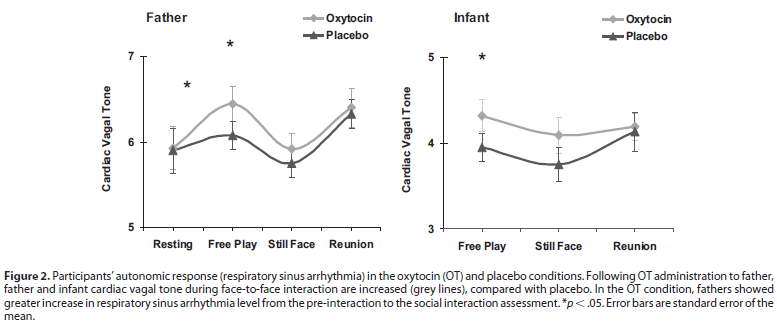 Father
Oxytocin
Placebo
*
*
7
6
5
Cardiac Vagal Tone
Resting Free Play Still Face Reunion
Infant
Oxytocin
Placebo
*
5
4
3
Cardiac Vagal Tone
Free Play Still Face Reunion
Figure 2. Participants' autonomic response (respiratory sinus arrhythmia) in the oxytocin (OT) and placebo conditions. Following OT administration to father,
father and infant cardiac vagal tone during face-to-face interaction are increased (grey lines), compared with placebo. In the OT condition, fathers showed
greater increase in respiratory sinus arrhythmia level from the pre-interaction to the social interaction assessment. *p < .05. Error bars are standard error of the
mean.